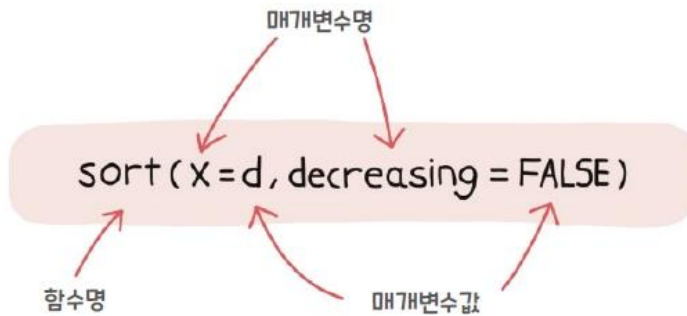 매개변수명
sort(x=d, decreasing = FALSE)
함수명
매개변수값